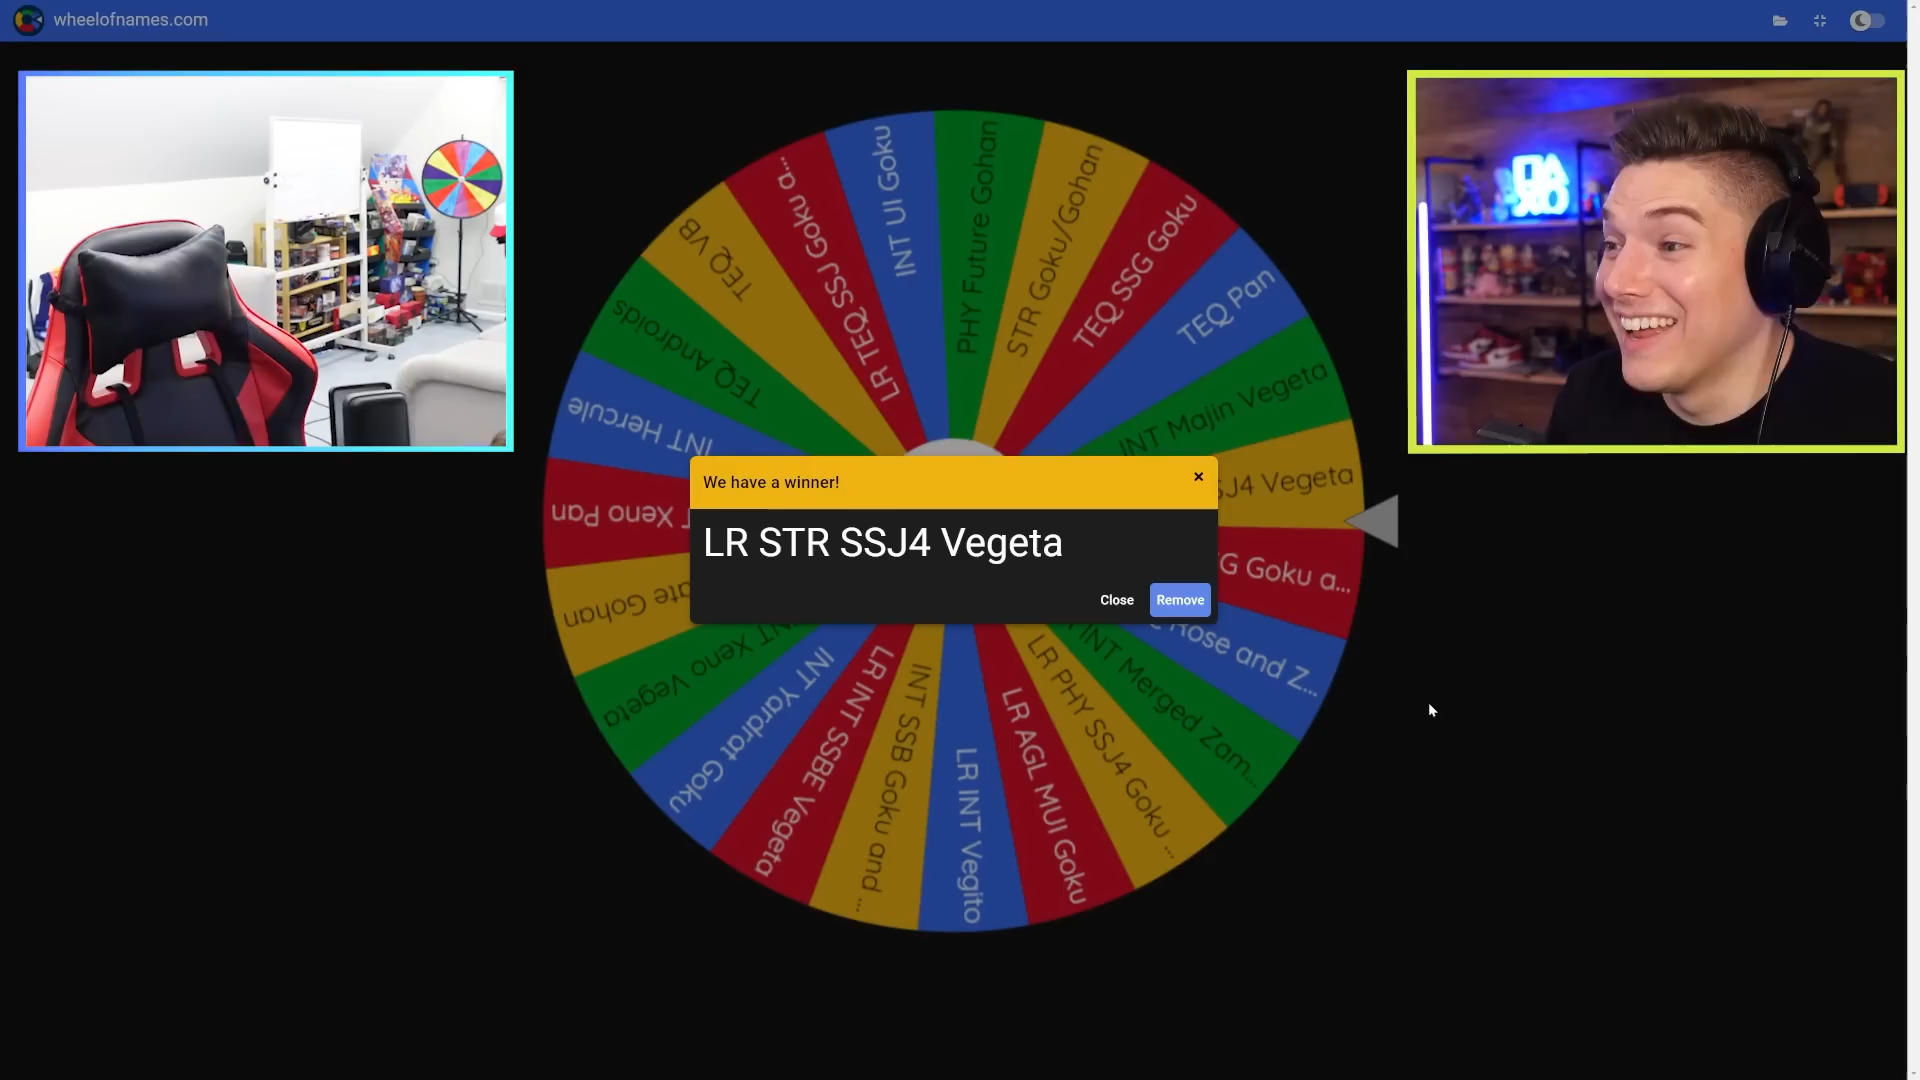 wheelofnames.com
INT UI Goku
PHY Future Gohan
STR Goku/Gohan
TEQ SSG Goku
TEQ Pan
INT Majin Vegeta
SJ4 Vegeta
G Goku a...
Rose and Z...
INT Merged Zam...
LR PHY SSJ4 Goku ...
LR AGL MUI Goku
LR INT Vegito
INT SSB Goku and ...
LR INT SSBE Vegeta
INT Yardrat Goku
INT Xeno Vegeta
ate Gohan
Xeno Pan
INT Hercule
TEQ Androids
TEQ VB
LR TEQ SSJ Goku a...
We have a winner!
×
LR STR SSJ4 Vegeta
Close
Remove